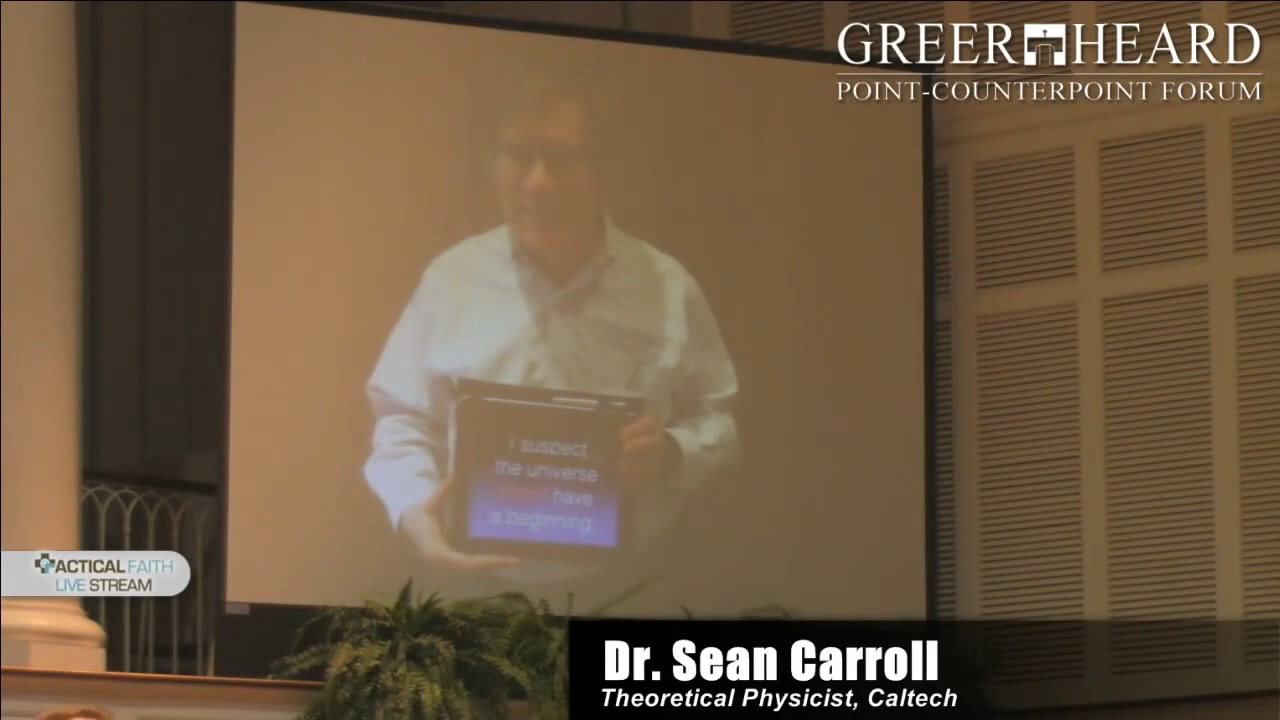 GREER HEARD
POINT-COUNTERPOINT FORUM
I suspect
the universe
have
a beginning
TACTICAL FAITH
LIVE STREAM
Dr. Sean Carroll
Theoretical Physicist, Caltech